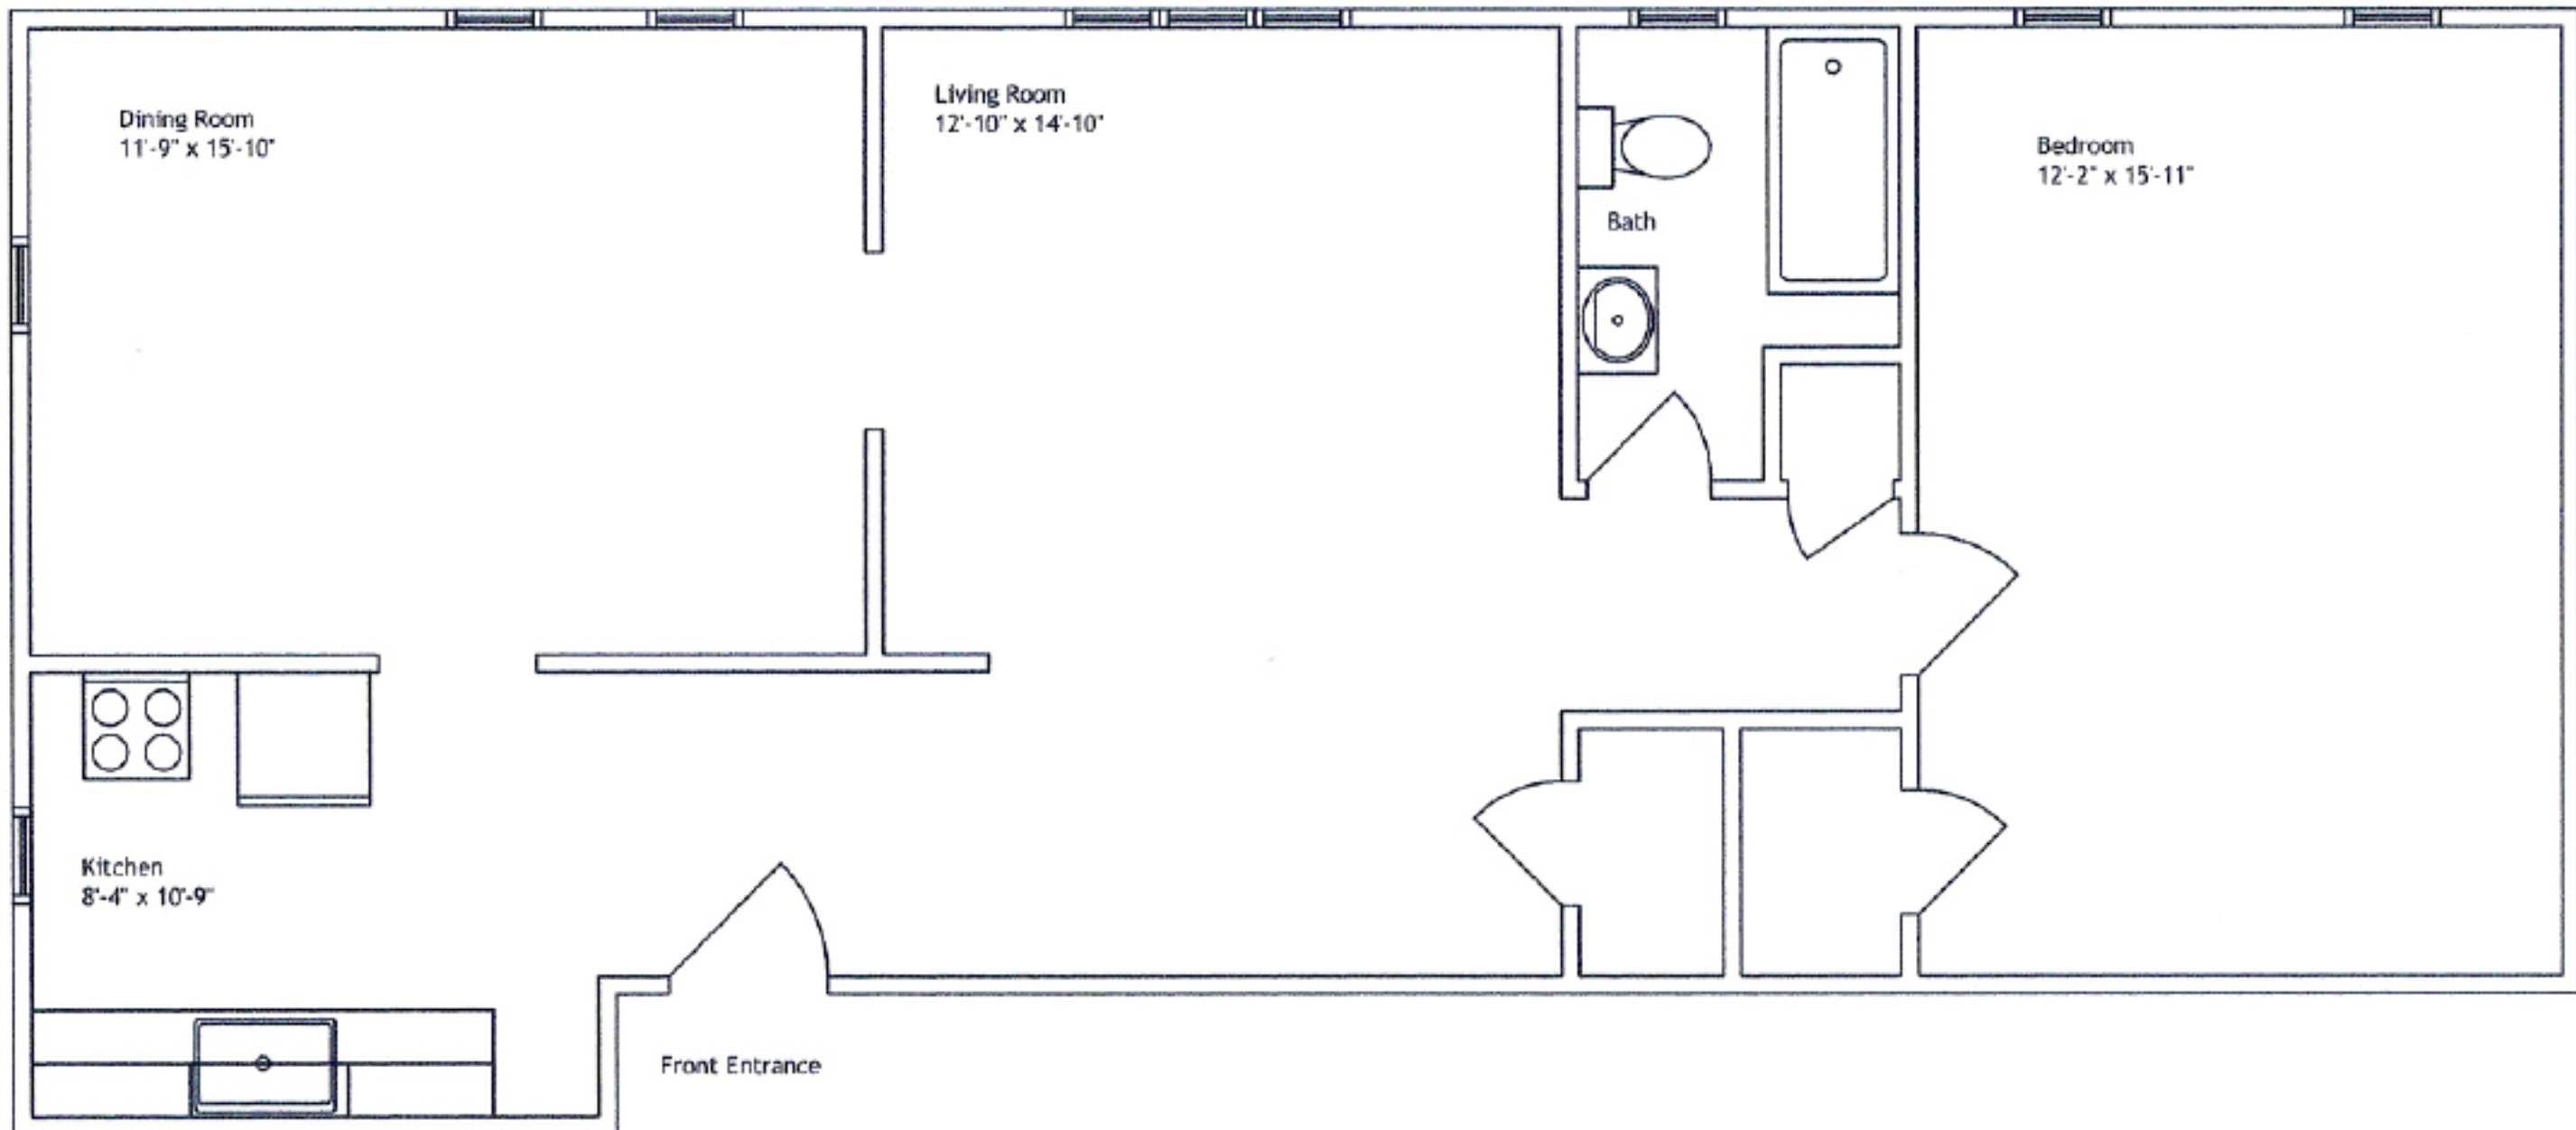 Dining Room
11'-9" x 15'-10"
Living Room
12'-10" x 14'-10"
Bath
Bedroom
12'-2" x 15'-11"
Kitchen
8'-4" x 10'-9"
Front Entrance